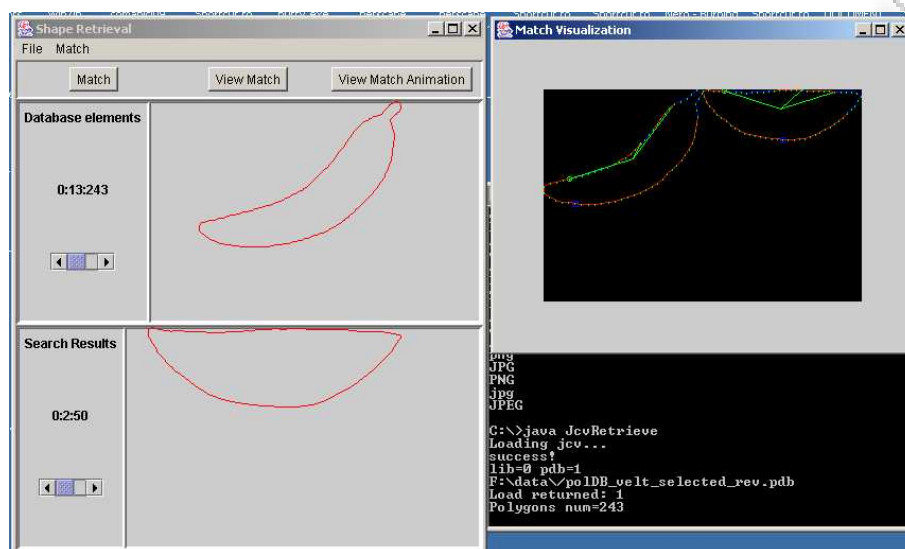 Shape Retrieval
File Match
Match View Match View Match Animation
Database elements
0:13:243
Search Results
0:2:50
Match Visualization
png
JPG
PNG
jpg
JPEG
C:\>java JcvRetrieve
Loading jcv...
success!
lib=0 pdb=1
F:\data\/polDB_velt_selected_rev.pdb
Load returned: 1
Polygons num=243